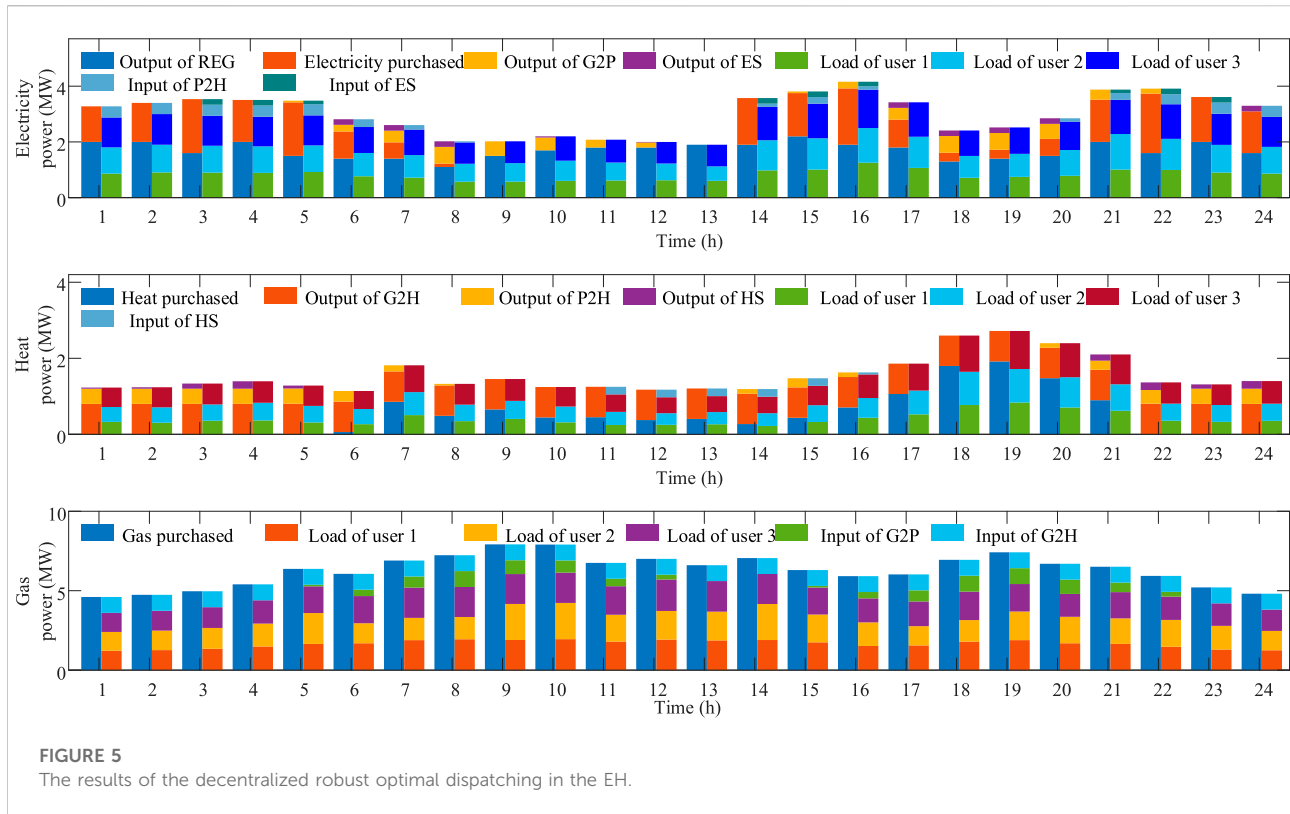 Output of REG Electricity purchased Output of G2P Output of ES Load of user 1 Load of user 2 Load of user 3
Input of P2H Input of ES
Electricity
power (MW)
4
2
0
1 2 3 4 5 6 7 8 9 10 11 12 13 14 15 16 17 18 19 20 21 22 23 24
Time (h)
Heat purchased Output of G2H Output of P2H Output of HS Load of user 1 Load of user 2 Load of user 3
Input of HS
Heat
power (MW)
4
2
0
1 2 3 4 5 6 7 8 9 10 11 12 13 14 15 16 17 18 19 20 21 22 23 24
Time (h)
Gas purchased Load of user 1 Load of user 2 Load of user 3 Input of G2P Input of G2H
Gas
power (MW)
10
5
0
1 2 3 4 5 6 7 8 9 10 11 12 13 14 15 16 17 18 19 20 21 22 23 24
Time (h)
FIGURE 5
The results of the decentralized robust optimal dispatching in the EH.